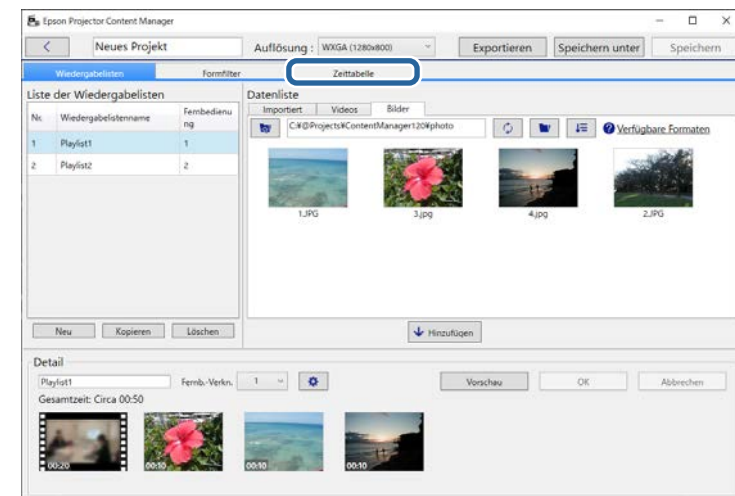 Epson Projector Content Manager
Neues Projekt
Auflösung : WXGA (1280x800)
Exportieren
Speichern unter
Speichern
Wiedergabelisten
Formfilter
Zeittabelle
Liste der Wiedergabelisten
Nr. Wiedergabelistenname Fernbedienu
ng
1 Playlist1 1
2 Playlist2 2
Neu
Kopieren
Löschen
Datenliste
Importiert
Videos
Bilder
C:¥@Projects¥ContentManager120¥photo
Verfügbare Formaten
1.JPG
3.jpg
4.jpg
2.JPG
Hinzufügen
Detail
Playlist1
Fernb.-Verkn. 1
Vorschau
OK
Abbrechen
Gesamtzeit: Circa 00:50
00:20
00:10
00:10
00:10